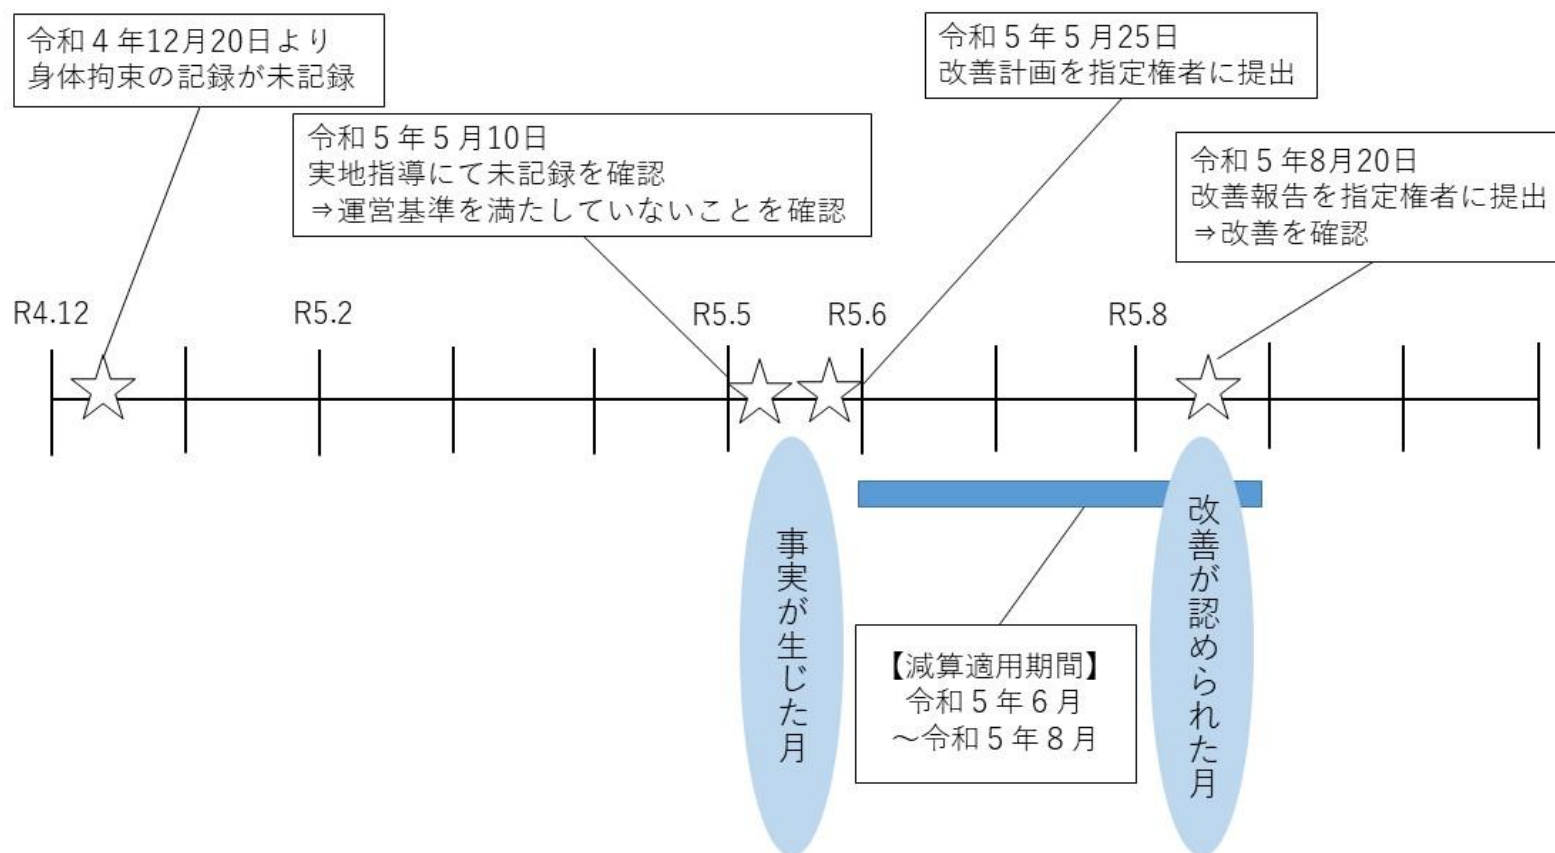 令和４年12月20日より
身体拘束の記録が未記録
令和５年５月10日
実地指導にて未記録を確認
⇒運営基準を満たしていないことを確認
令和５年５月25日
改善計画を指定権者に提出
令和５年8月20日
改善報告を指定権者に提出
⇒改善を確認
R4.12
R5.2
R5.5
R5.6
R5.8
事実が生じた月
【減算適用期間】
令和５年６月
～令和５年８月
改善が認められた月